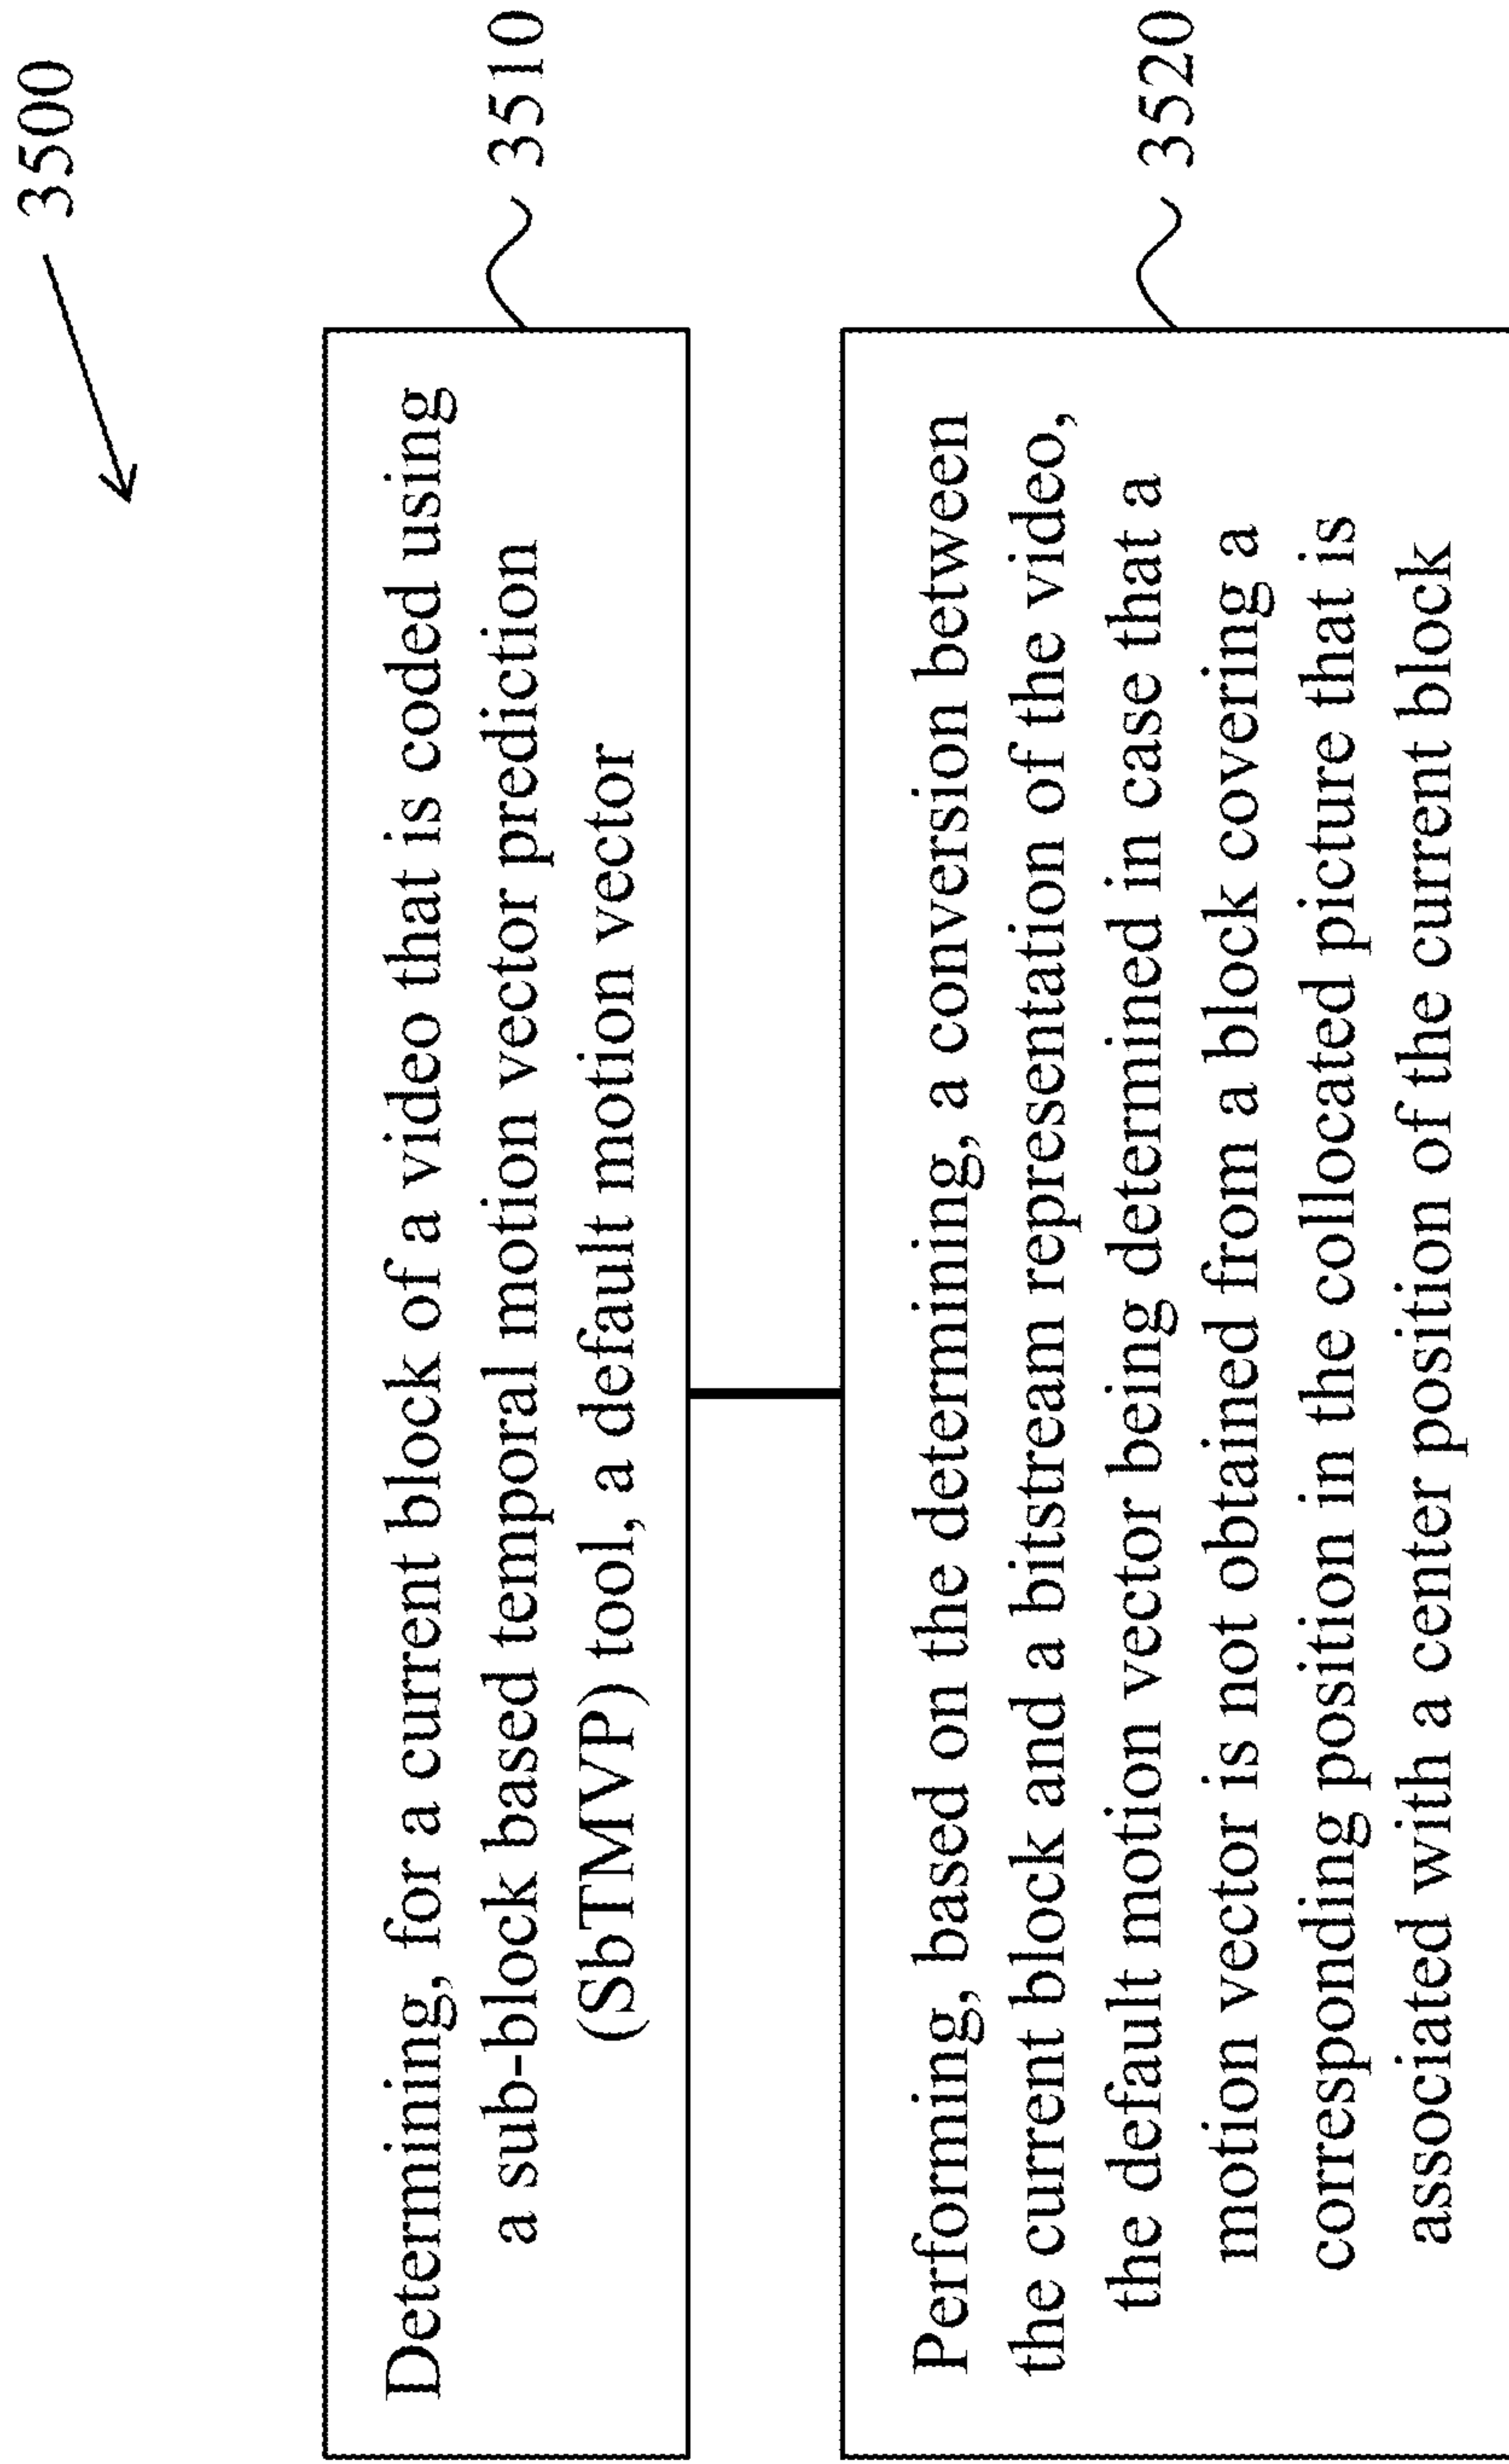 3500
Determining, for a current block of a video that is coded using
a sub-block based temporal motion vector prediction
(SbTMVP) tool, a default motion vector
3510
Performing, based on the determining, a conversion between
the current block and a bitstream representation of the video,
the default motion vector being determined in case that a
motion vector is not obtained from a block covering a
corresponding position in the collocated picture that is
associated with a center position of the current block
3520